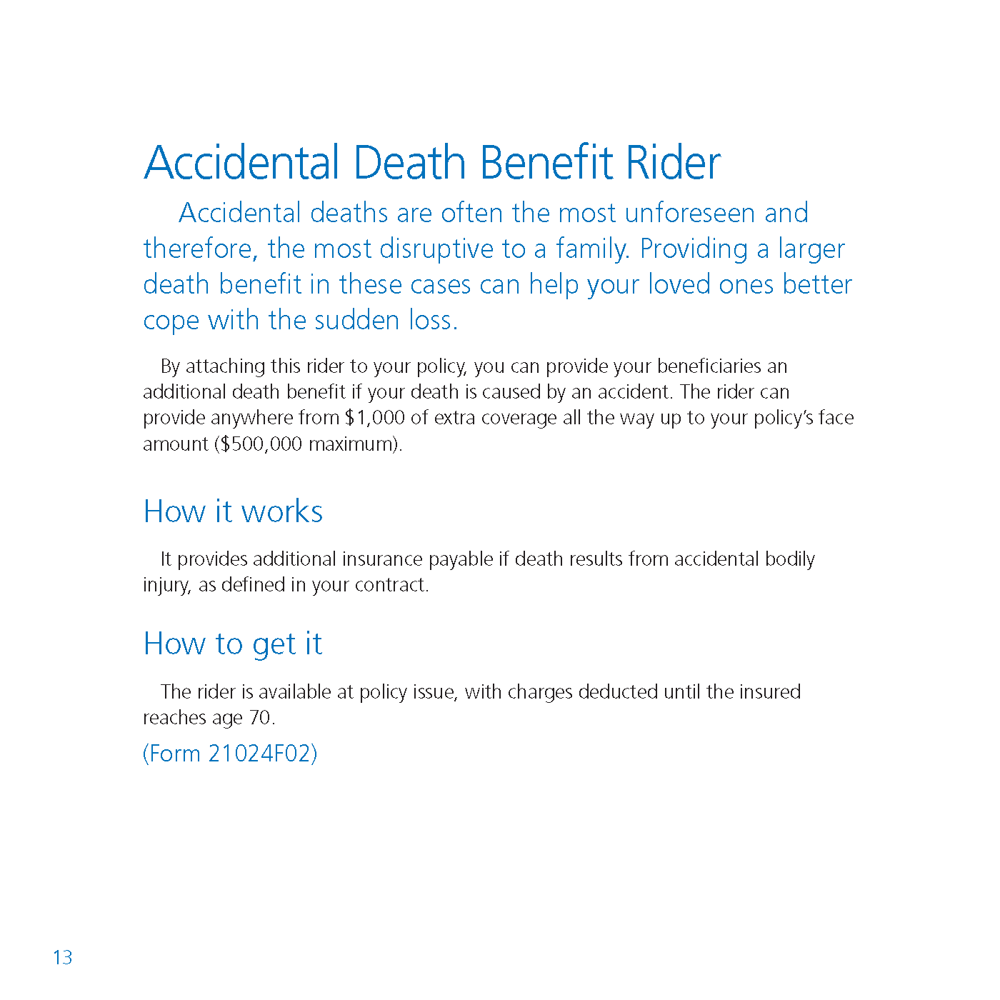 Accidental Death Benefit Rider
Accidental deaths are often the most unforeseen and
therefore, the most disruptive to a family. Providing a larger
death benefit in these cases can help your loved ones better
cope with the sudden loss.
By attaching this rider to your policy, you can provide your beneficiaries an
additional death benefit if your death is caused by an accident. The rider can
provide anywhere from $1,000 of extra coverage all the way up to your policy’s face
amount ($500,000 maximum).
How it works
It provides additional insurance payable if death results from accidental bodily
injury, as defined in your contract.
How to get it
The rider is available at policy issue, with charges deducted until the insured
reaches age 70.
(Form 21024F02)
13